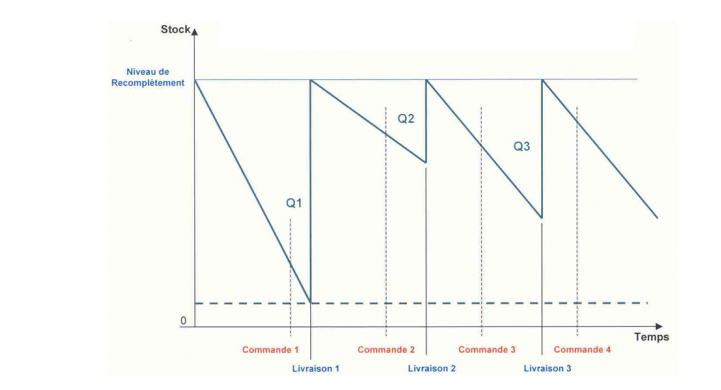 Stock
Niveau de
Recomplètement
Q1
Q2
Q3
0
Temps
Commande 1
Commande 2
Commande 3
Commande 4
Livraison 1
Livraison 2
Livraison 3